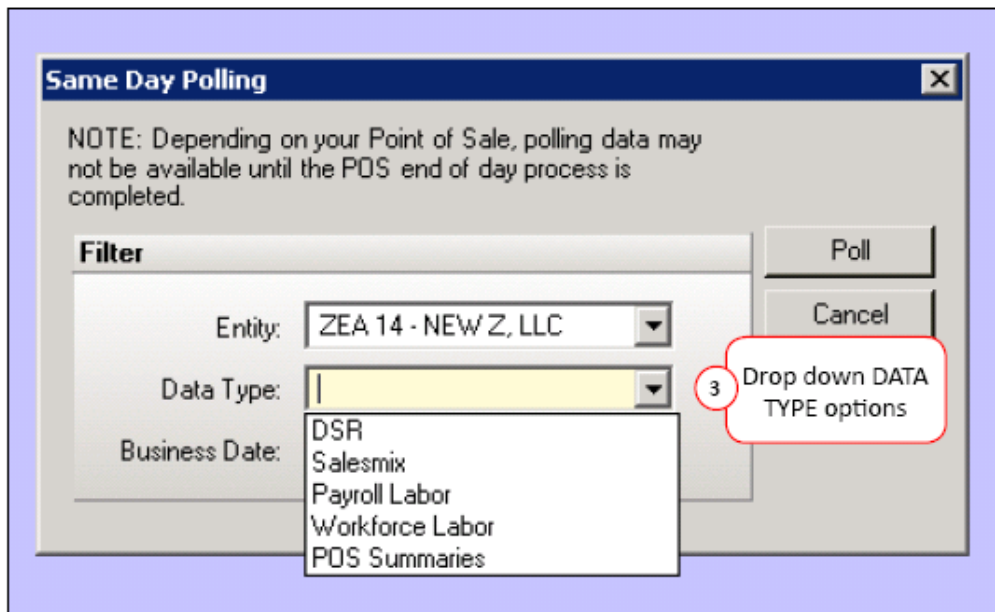 Same Day Polling
NOTE: Depending on your Point of Sale, polling data may
not be available until the POS end of day process is
completed.
Filter
Poll
Entity: ZEA 14 - NEW Z, LLC
Cancel
Data Type:
3 Drop down DATA
TYPE options
Business Date:
DSR
Salesmix
Payroll Labor
Workforce Labor
POS Summaries